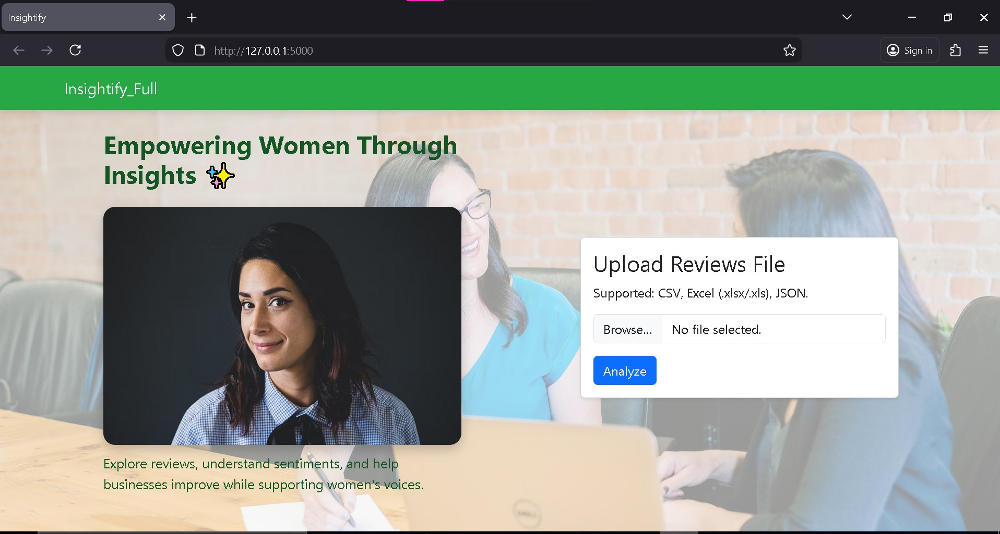 Insightify
http://127.0.0.1:5000
Sign in
Insightify_Full
Empowering Women Through
Insights ✨
Explore reviews, understand sentiments, and help
businesses improve while supporting women's voices.
Upload Reviews File
Supported: CSV, Excel (.xlsx/.xls), JSON.
Browse... No file selected.
Analyze
DELL